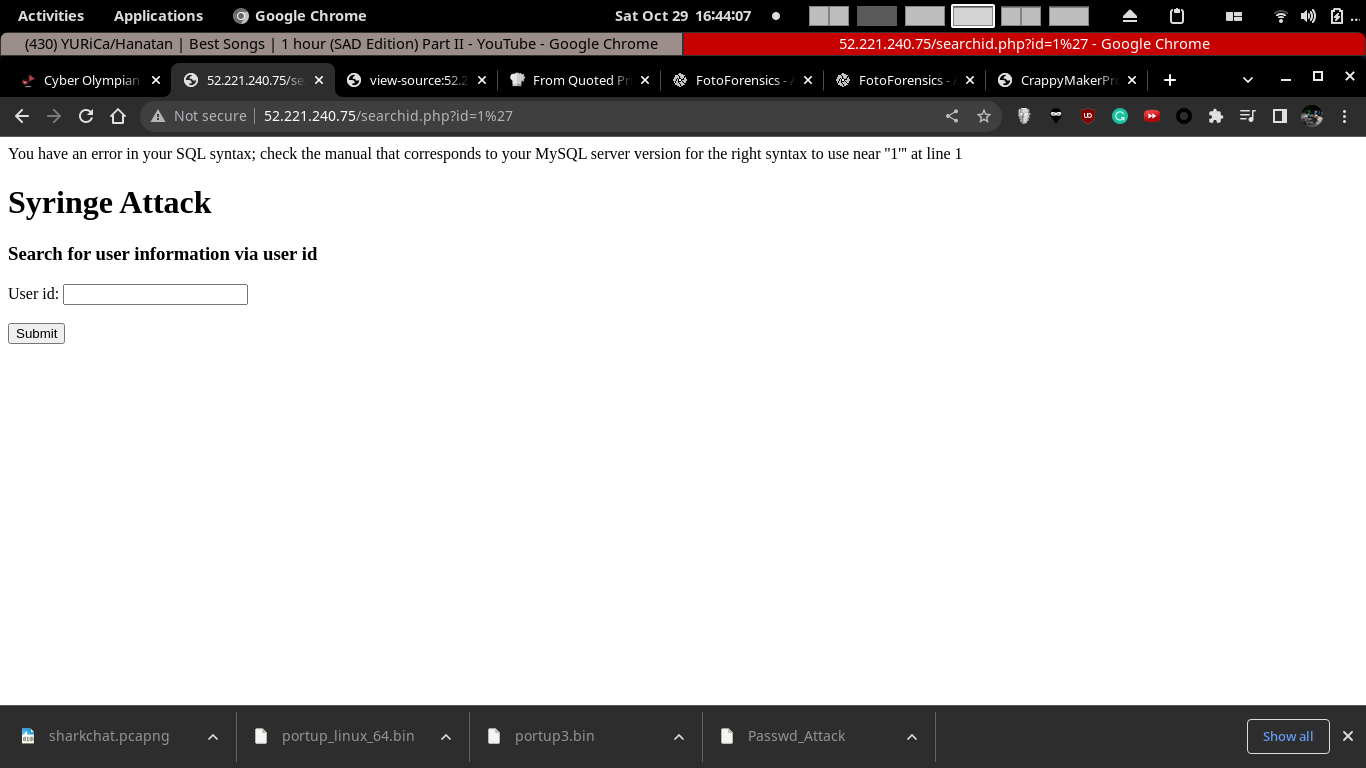 Activities Applications Google Chrome Sat Oct 29 16:44:07
(430) YURiCa/Hanatan | Best Songs | 1 hour (SAD Edition) Part II - YouTube - Google Chrome 52.221.240.75/searchid.php?id=1%27 - Google Chrome
Cyber Olympian 52.221.240.75/se view-source:52.2 From Quoted Pr FotoForensics - A FotoForensics - A CrappyMakerPr
Not secure 52.221.240.75/searchid.php?id=1%27
You have an error in your SQL syntax; check the manual that corresponds to your MySQL server version for the right syntax to use near ''1''' at line 1
Syringe Attack
Search for user information via user id
User id:
Submit
sharkchat.pcapng portup_linux_64.bin portup3.bin Passwd_Attack Show all